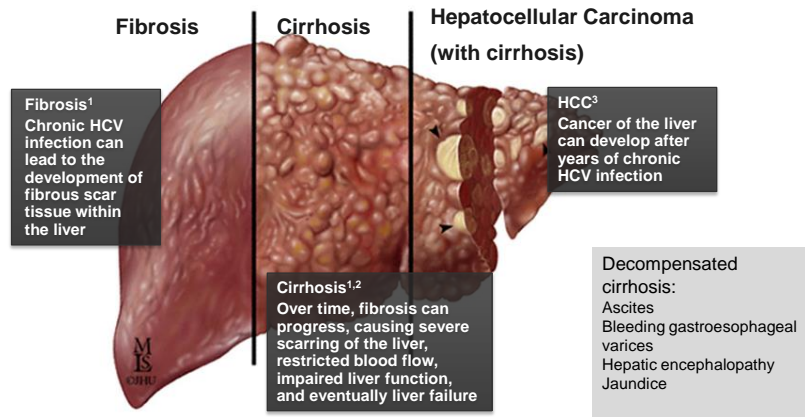 Fibrosis
Cirrhosis
Hepatocellular Carcinoma
(with cirrhosis)
Fibrosis¹
Chronic HCV
infection can
lead to the
development of
fibrous scar
tissue within
the liver
HCC³
Cancer of the liver
can develop after
years of chronic
HCV infection
Cirrhosis¹,²
Over time, fibrosis can
progress, causing severe
scarring of the liver,
restricted blood flow,
impaired liver function,
and eventually liver failure
Decompensated
cirrhosis:
Ascites
Bleeding gastroesophageal
varices
Hepatic encephalopathy
Jaundice